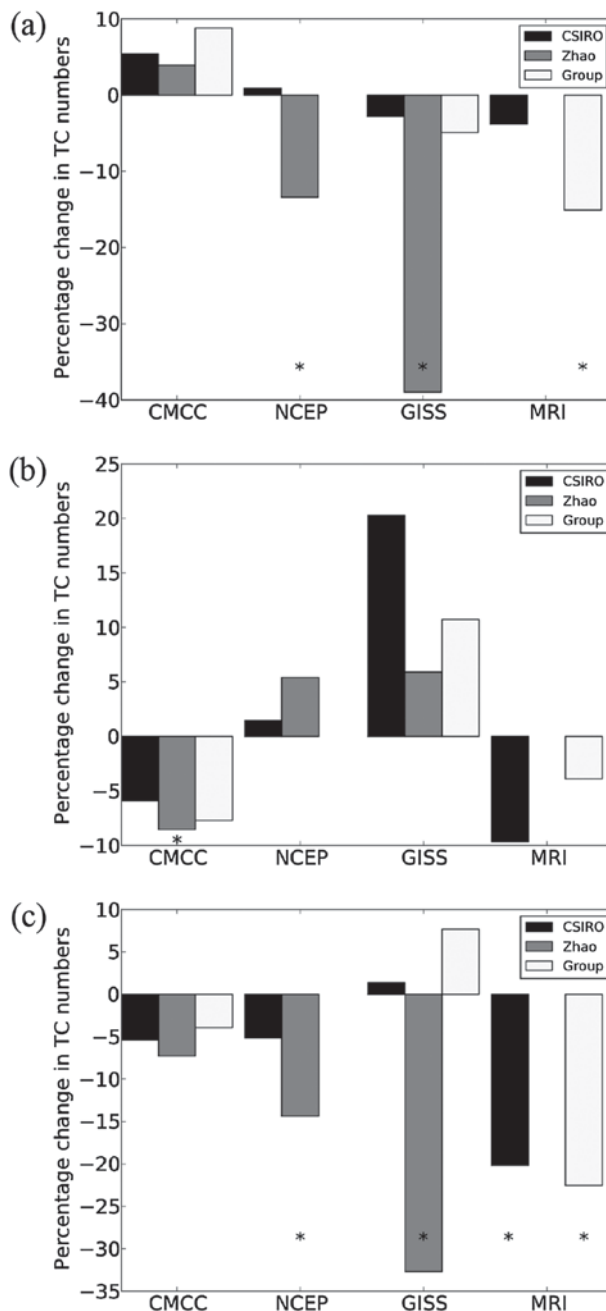 (a)
Percentage change in TC numbers
10
0
−10
−20
−30
−40
CSIRO
Zhao
Group
*
*
*
CMCC NCEP GISS MRI
(b)
Percentage change in TC numbers
25
20
15
10
5
0
−5
−10
CSIRO
Zhao
Group
*
CMCC NCEP GISS MRI
(c)
Percentage change in TC numbers
10
5
0
−5
−10
−15
−20
−25
−30
−35
CSIRO
Zhao
Group
*
*
*
*
CMCC NCEP GISS MRI